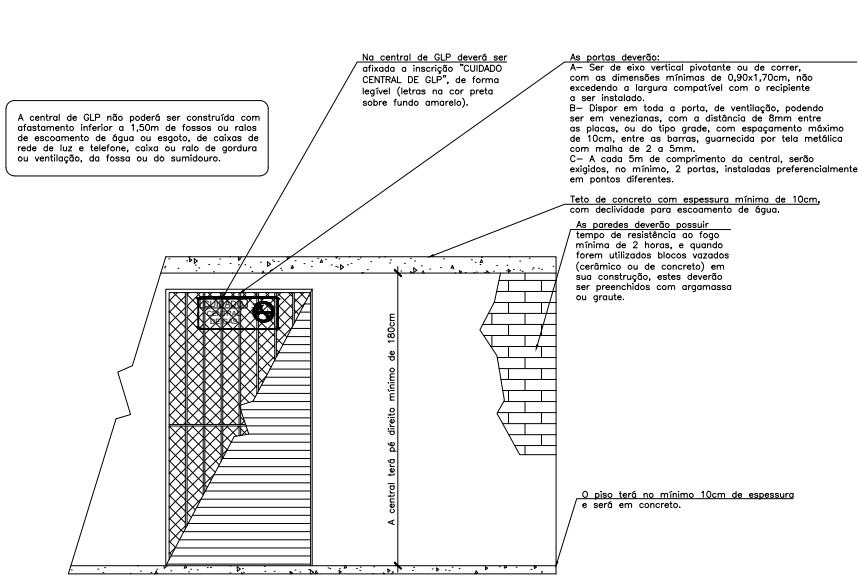 Na central de GLP deverá ser
afixada a inscrição "CUIDADO
CENTRAL DE GLP", de forma
legível (letras na cor preta
sobre fundo amarelo).
As portas deverão:
A– Ser de eixo vertical pivotante ou de correr,
com as dimensões mínimas de 0,90x1,70cm, não
excedendo a largura compatível com o recipiente
a ser instalado.
B– Dispor em toda a porta, de ventilação, podendo
ser em venezianas, com a distância de 8mm entre
as placas, ou do tipo grade, com espaçamento máximo
de 10cm, entre as barras, guarnecida por tela metálica
com malha de 2 a 5mm.
C– A cada 5m de comprimento da central, serão
exigidos, no mínimo, 2 portas, instaladas preferencialmente
em pontos diferentes.
A central de GLP não poderá ser construída com
afastamento inferior a 1,50m de fossos ou ralos
de escoamento de água ou esgoto, de caixas de
rede de luz e telefone, caixa ou ralo de gordura
ou ventilação, da fossa ou do sumidouro.
Teto de concreto com espessura mínima de 10cm,
com declividade para escoamento de água.
As paredes deverão possuir
tempo de resistência ao fogo
mínima de 2 horas, e quando
forem utilizados blocos vazados
(cerâmico ou de concreto) em
sua construção, estes deverão
ser preenchidos com argamassa
ou graute.
CUIDADO
CENTRAL
DE GÁS
A central terá pé direito mínimo de 180cm
O piso terá no mínimo 10cm de espessura
e será em concreto.